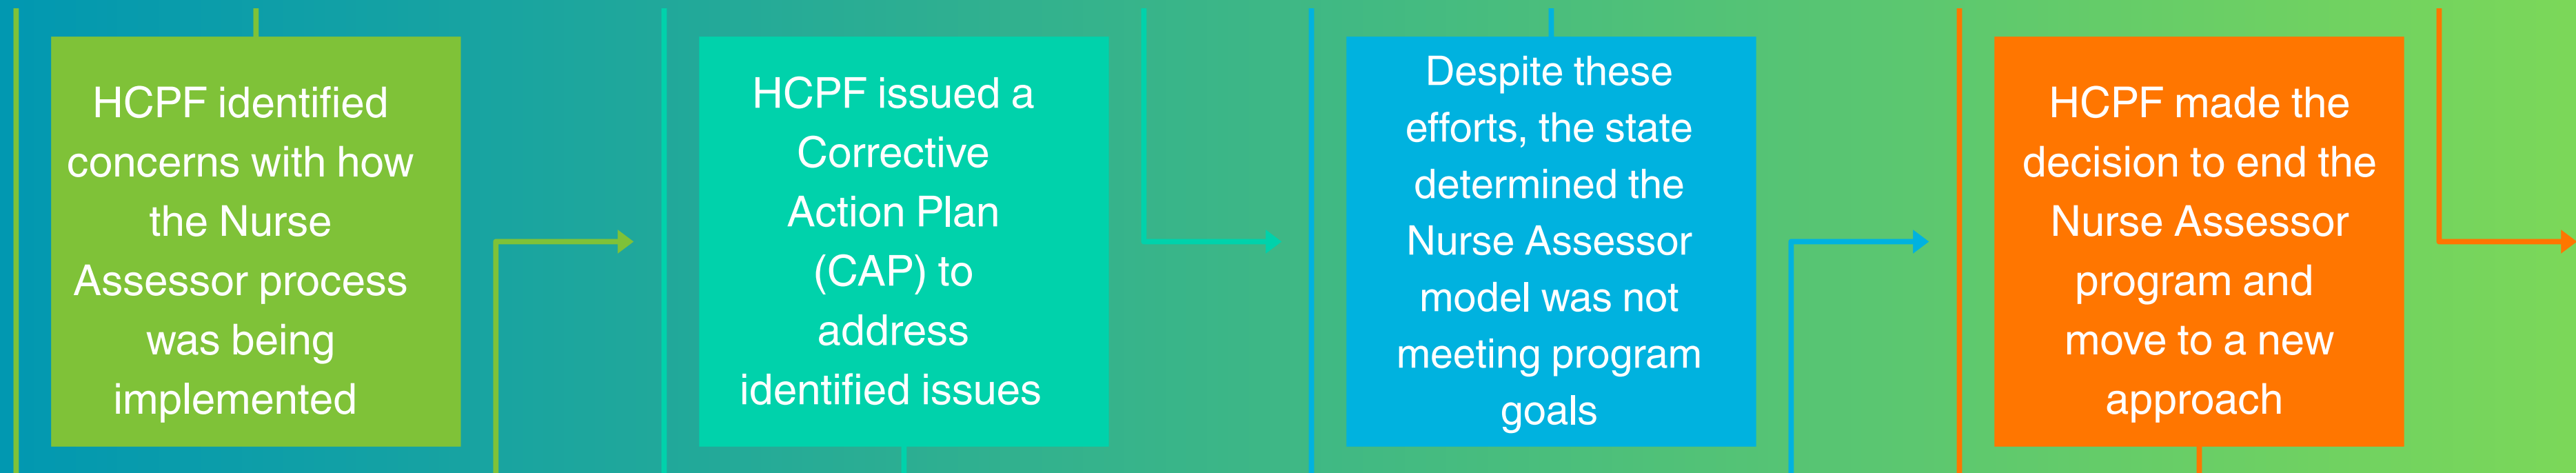 HCPF identified
concerns with how
the Nurse
Assessor process
was being
implemented
HCPF issued a
Corrective
Action Plan
(CAP) to
address
identified issues
Despite these
efforts, the state
determined the
Nurse Assessor
model was not
meeting program
goals
HCPF made the
decision to end the
Nurse Assessor
program and
move to a new
approach